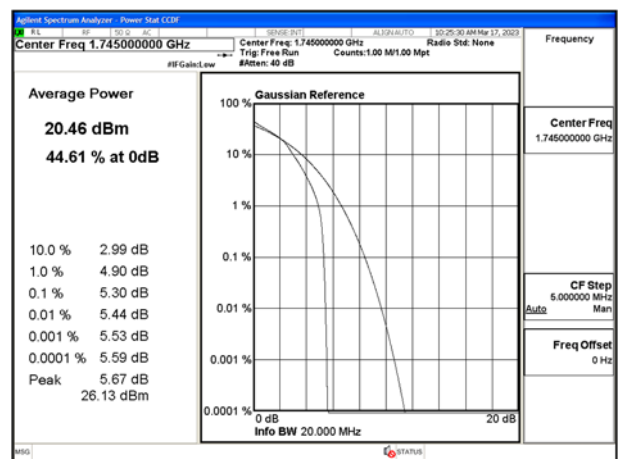 Agilent Spectrum Analyzer - Power Stat CCDF
RL RF 50 Ω AC SENSE:INT ALIGNAUTO 10:25:30 AM Mar 17, 2023
Center Freq 1.745000000 GHz
Center Freq: 1.745000000 GHz Radio Std: None
Trig: Free Run Counts:1.00 M/1.00 Mpt
#IFGain:Low #Atten: 40 dB
Frequency
Average Power
20.46 dBm
44.61 % at 0dB
10.0 % 2.99 dB
1.0 % 4.90 dB
0.1 % 5.30 dB
0.01 % 5.44 dB
0.001 % 5.53 dB
0.0001 % 5.59 dB
Peak 5.67 dB
26.13 dBm
Gaussian Reference
100 %
10 %
1 %
0.1 %
0.01 %
0.001 %
0.0001 %
0 dB 20 dB
Info BW 20.000 MHz
Center Freq
1.745000000 GHz
CF Step
5.000000 MHz
Auto Man
Freq Offset
0 Hz
MSG STATUS